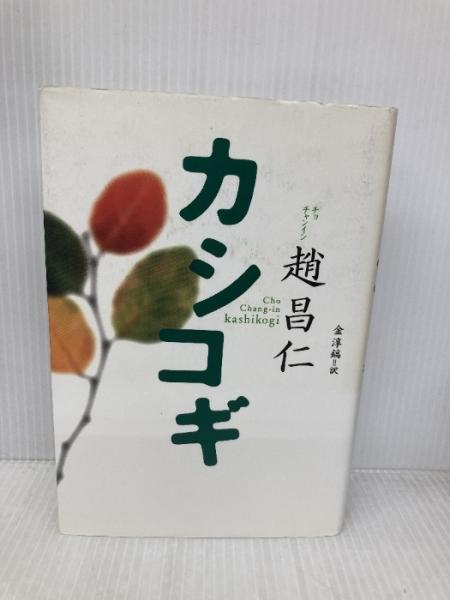 カシコギ
チョ
チャンイン
趙昌仁
Cho
Chang-in
kashikogi
金淳鎬=訳